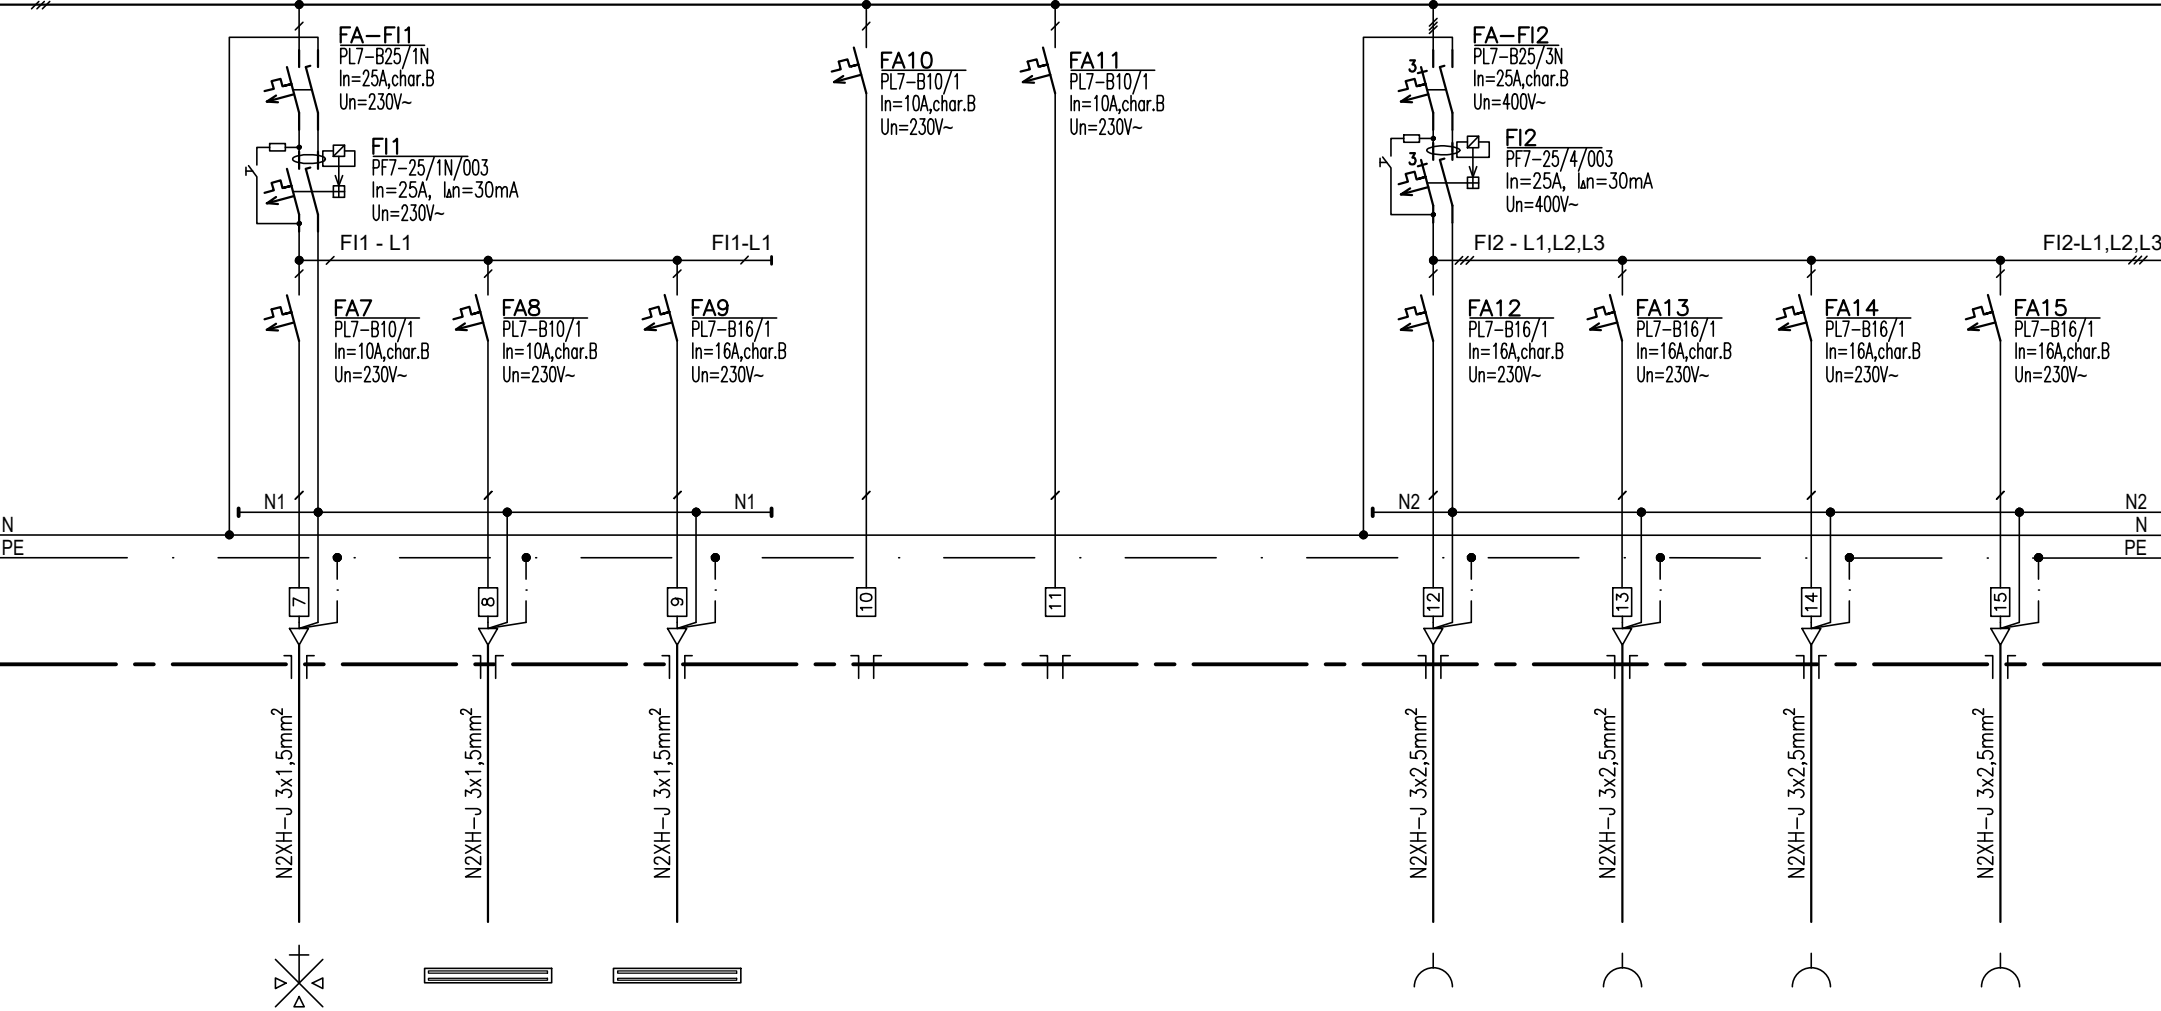 FA-FI1
PL7-B25/1N
In=25A,char.B
Un=230V~
FI1
PF7-25/1N/003
In=25A, IΔn=30mA
Un=230V~
FA10
PL7-B10/1
In=10A,char.B
Un=230V~
FA11
PL7-B10/1
In=10A,char.B
Un=230V~
FA-FI2
PL7-B25/3N
In=25A,char.B
Un=400V~
3
FI2
PF7-25/4/003
In=25A, IΔn=30mA
Un=400V~
3
FI1 - L1
FI1-L1
FI2 - L1,L2,L3
FI2-L1,L2,L3
FA7
PL7-B10/1
In=10A,char.B
Un=230V~
FA8
PL7-B10/1
In=10A,char.B
Un=230V~
FA9
PL7-B16/1
In=16A,char.B
Un=230V~
FA12
PL7-B16/1
In=16A,char.B
Un=230V~
FA13
PL7-B16/1
In=16A,char.B
Un=230V~
FA14
PL7-B16/1
In=16A,char.B
Un=230V~
FA15
PL7-B16/1
In=16A,char.B
Un=230V~
N1
N1
N2
N2
N
N
PE
PE
7
8
9
10
11
12
13
14
15
N2XH-J 3x1,5mm²
N2XH-J 3x1,5mm²
N2XH-J 3x1,5mm²
N2XH-J 3x2,5mm²
N2XH-J 3x2,5mm²
N2XH-J 3x2,5mm²
N2XH-J 3x2,5mm²